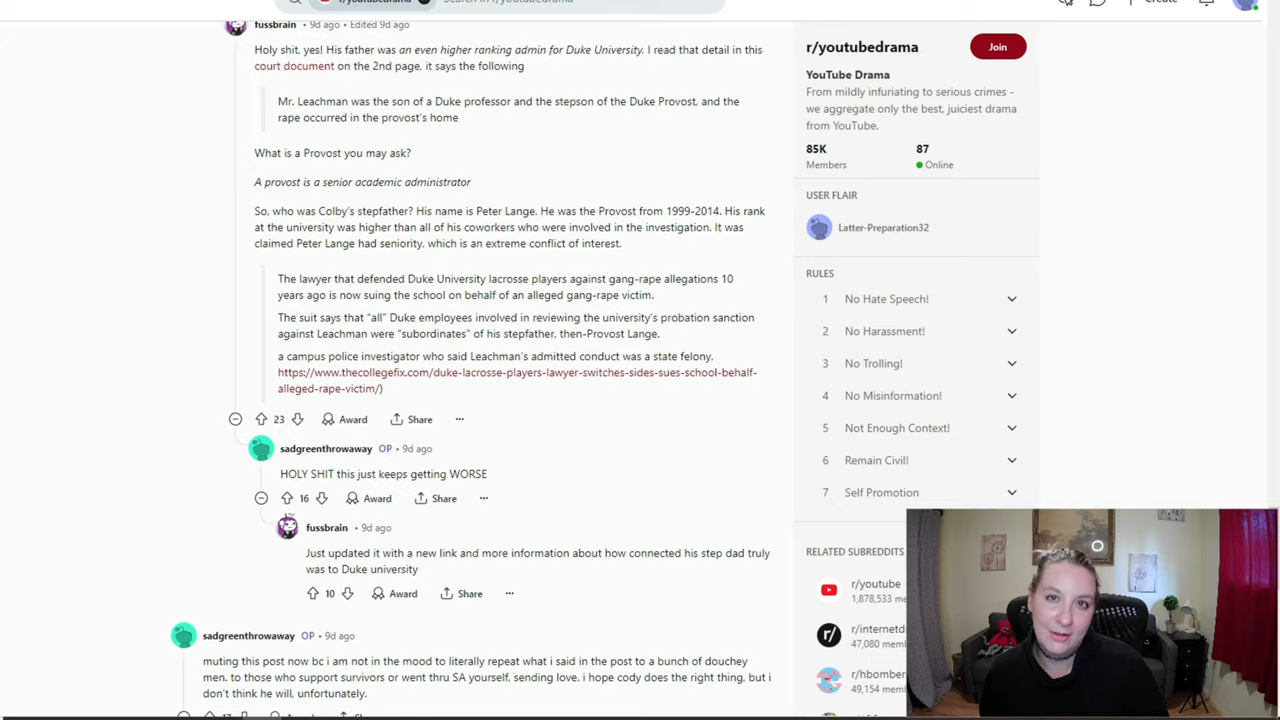 r/youtubedrama
Search in r/youtubedrama
Create
fussbrain • 9d ago • Edited 9d ago
Holy shit, yes! His father was an even higher ranking admin for Duke University. I read that detail in this
court document on the 2nd page, it says the following
Mr. Leachman was the son of a Duke professor and the stepson of the Duke Provost, and the
rape occurred in the provost's home
What is a Provost you may ask?
A provost is a senior academic administrator
So, who was Colby's stepfather? His name is Peter Lange. He was the Provost from 1999-2014. His rank
at the university was higher than all of his coworkers who were involved in the investigation. It was
claimed Peter Lange had seniority, which is an extreme conflict of interest.
The lawyer that defended Duke University lacrosse players against gang-rape allegations 10
years ago is now suing the school on behalf of an alleged gang-rape victim.
The suit says that "all" Duke employees involved in reviewing the university's probation sanction
against Leachman were "subordinates" of his stepfather, then-Provost Lange.
a campus police investigator who said Leachman's admitted conduct was a state felony.
https://www.thecollegefix.com/duke-lacrosse-players-lawyer-switches-sides-sues-school-behalf-
alleged-rape-victim/)
23 Award Share ...
sadgreenthrowaway OP • 9d ago
HOLY SHIT this just keeps getting WORSE
16 Award Share ...
fussbrain • 9d ago
Just updated it with a new link and more information about how connected his step dad truly
was to Duke university
10 Award Share ...
sadgreenthrowaway OP • 9d ago
muting this post now bc i am not in the mood to literally repeat what i said in the post to a bunch of douchey
men. to those who support survivors or went thru SA yourself, sending love. i hope cody does the right thing, but i
don't think he will, unfortunately.
r/youtubedrama
Join
YouTube Drama
From mildly infuriating to serious crimes -
we aggregate only the best, juiciest drama
from YouTube.
85K 87
Members Online
USER FLAIR
Latter-Preparation32
RULES
1 No Hate Speech!
2 No Harassment!
3 No Trolling!
4 No Misinformation!
5 Not Enough Context!
6 Remain Civil!
7 Self Promotion
RELATED SUBREDDITS
r/youtube
1,878,533 me
r/internetd
47,080 mem
r/hbomber
49,154 mem